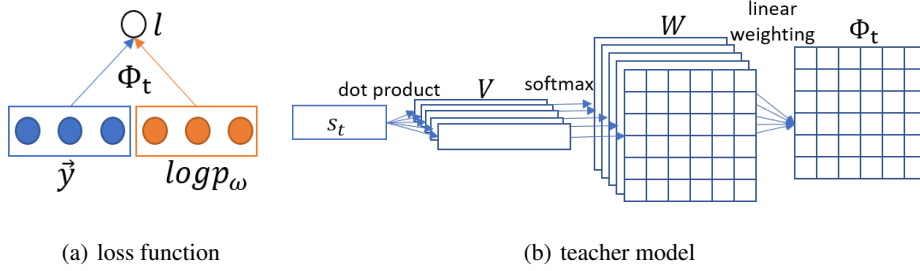 l
Φt
y⃗
logpω
(a) loss function
st
dot product
V
softmax
W
linear
weighting
Φt
(b) teacher model